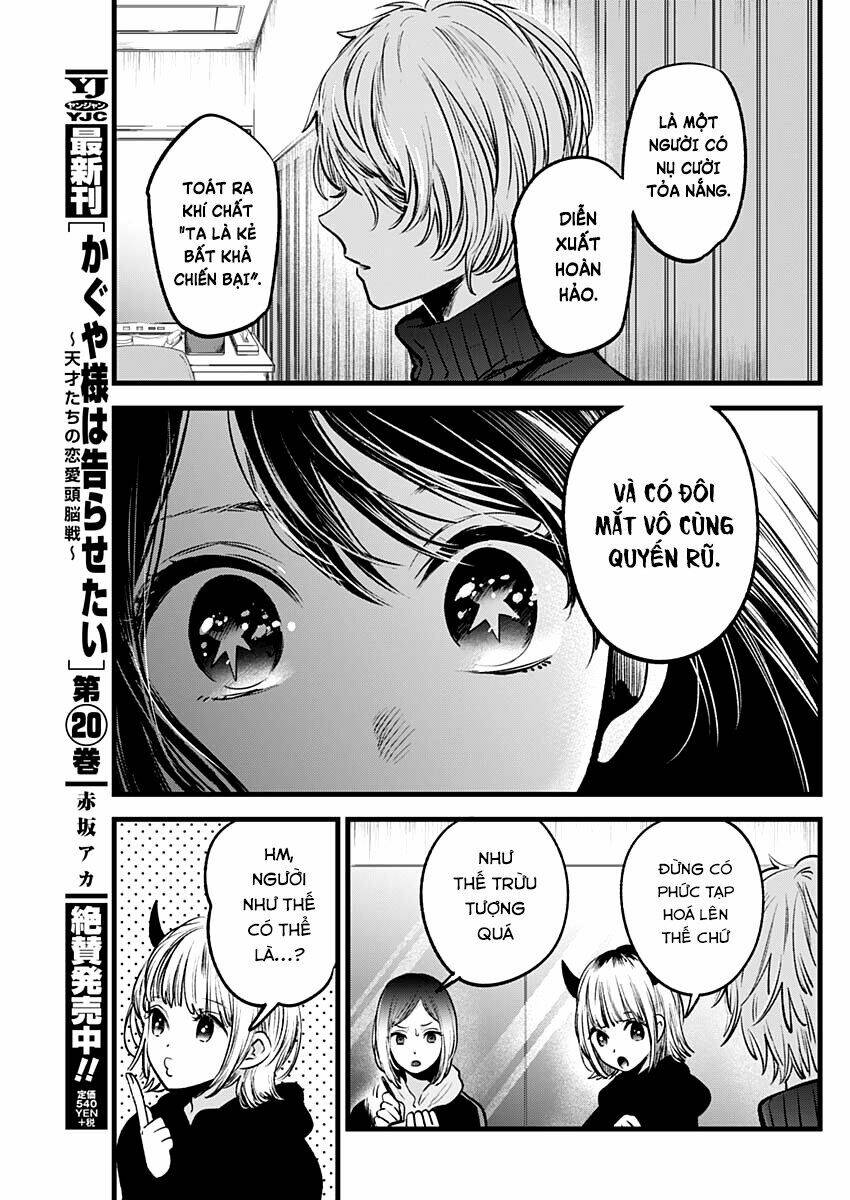 LÀ MỘT
NGƯỜI CÓ
NỤ CƯỜI
TỎA NẮNG.
DIỄN
XUẤT
HOÀN
HẢO.
TOÁT RA
KHÍ CHẤT
"TA LÀ KẺ
BẤT KHẢ
CHIẾN BẠI".
VÀ CÓ ĐÔI
MẮT VÔ CÙNG
QUYẾN RŨ.
ĐỪNG CÓ
PHỨC TẠP
HOÁ LÊN
THẾ CHỨ
NHƯ
THẾ TRỪU
TƯỢNG
QUÁ
HM,
NGƯỜI
NHƯ THẾ
CÓ THỂ
LÀ...?
YJ
ヤンジャン
YJC
最新刊「かぐや様は告らせたい」第20巻
~天才たちの恋愛頭脳戦~
赤坂アカ
絶賛発売中!!
定価
540
YEN
+税